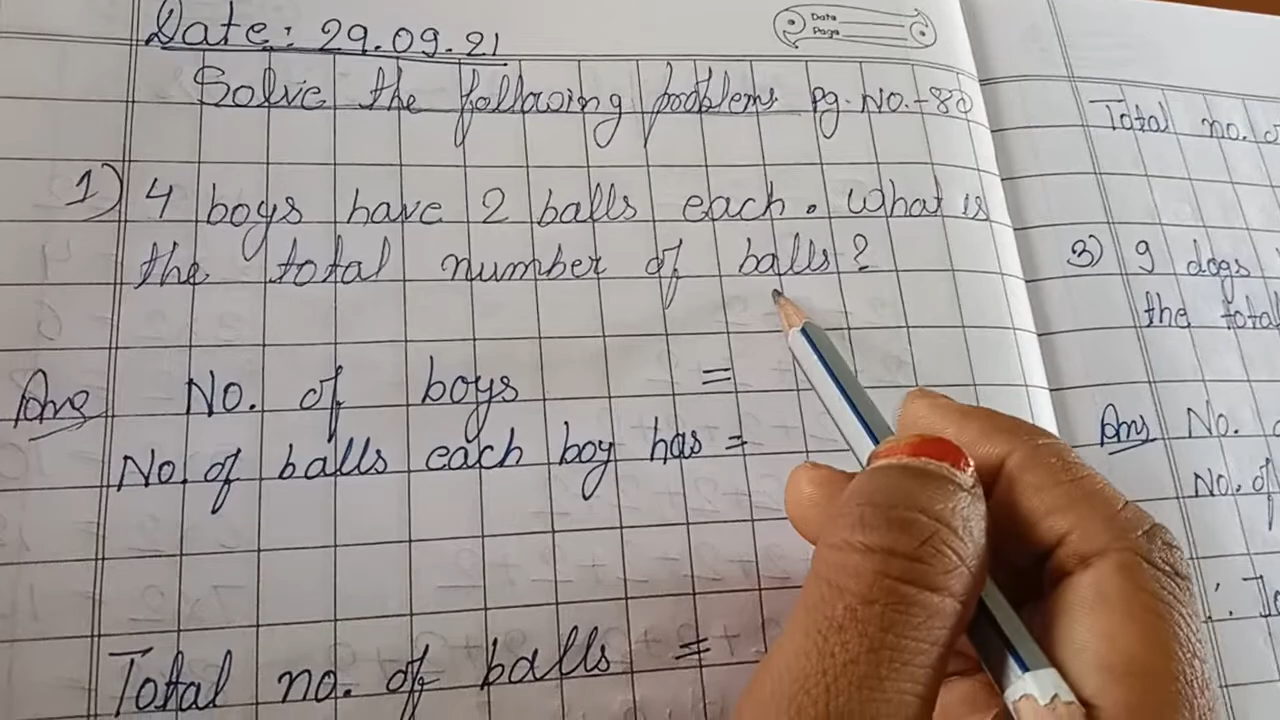 Date: 29.09.21
Data
Page
Solve the following problems pg. No.-80
1) 4 boys have 2 balls each. What is
the total number of balls?
Ans No. of boys =
No. of balls each boy has =
Total no. of balls =
Total no. o
3) 9 dogs
the total
Ans No.
No. of